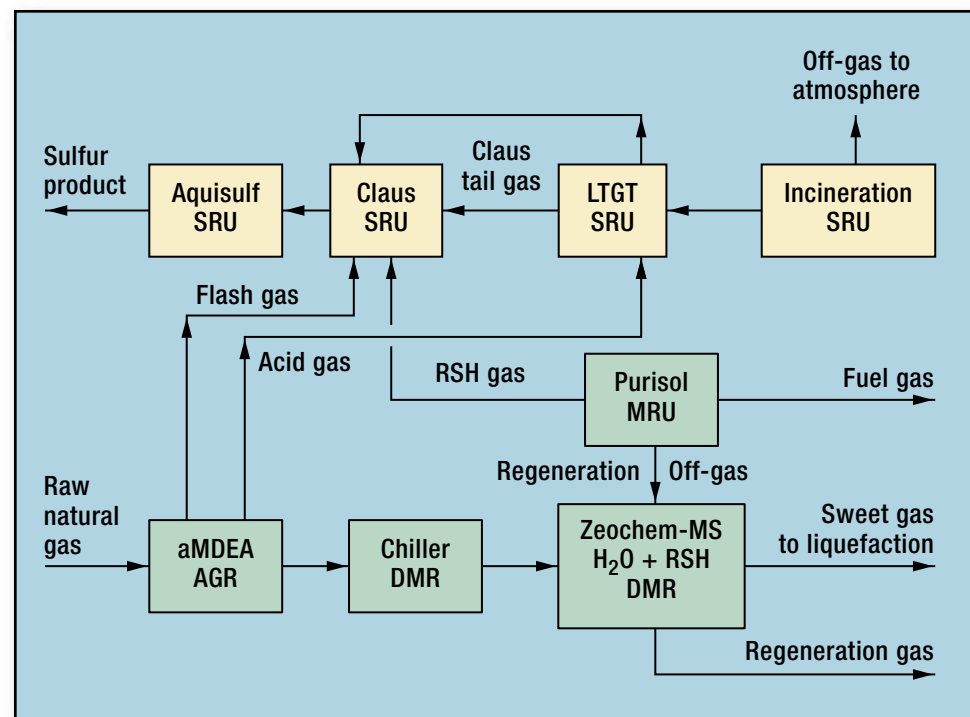 Off-gas to
atmosphere
Sulfur
product
Aquisulf
SRU
Claus
SRU
Claus
tail gas
LTGT
SRU
Incineration
SRU
Flash gas
Acid gas
RSH gas
Purisol
MRU
Fuel gas
Regeneration
Off-gas
Raw
natural
gas
aMDEA
AGR
Chiller
DMR
Zeochem-MS
H₂O + RSH
DMR
Sweet gas
to liquefaction
Regeneration gas